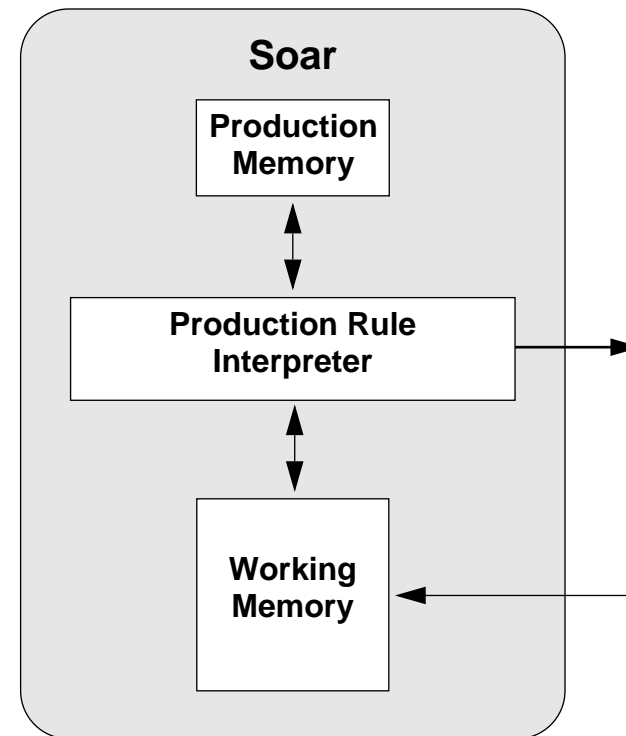 Soar
Production
Memory
Production Rule
Interpreter
Working
Memory